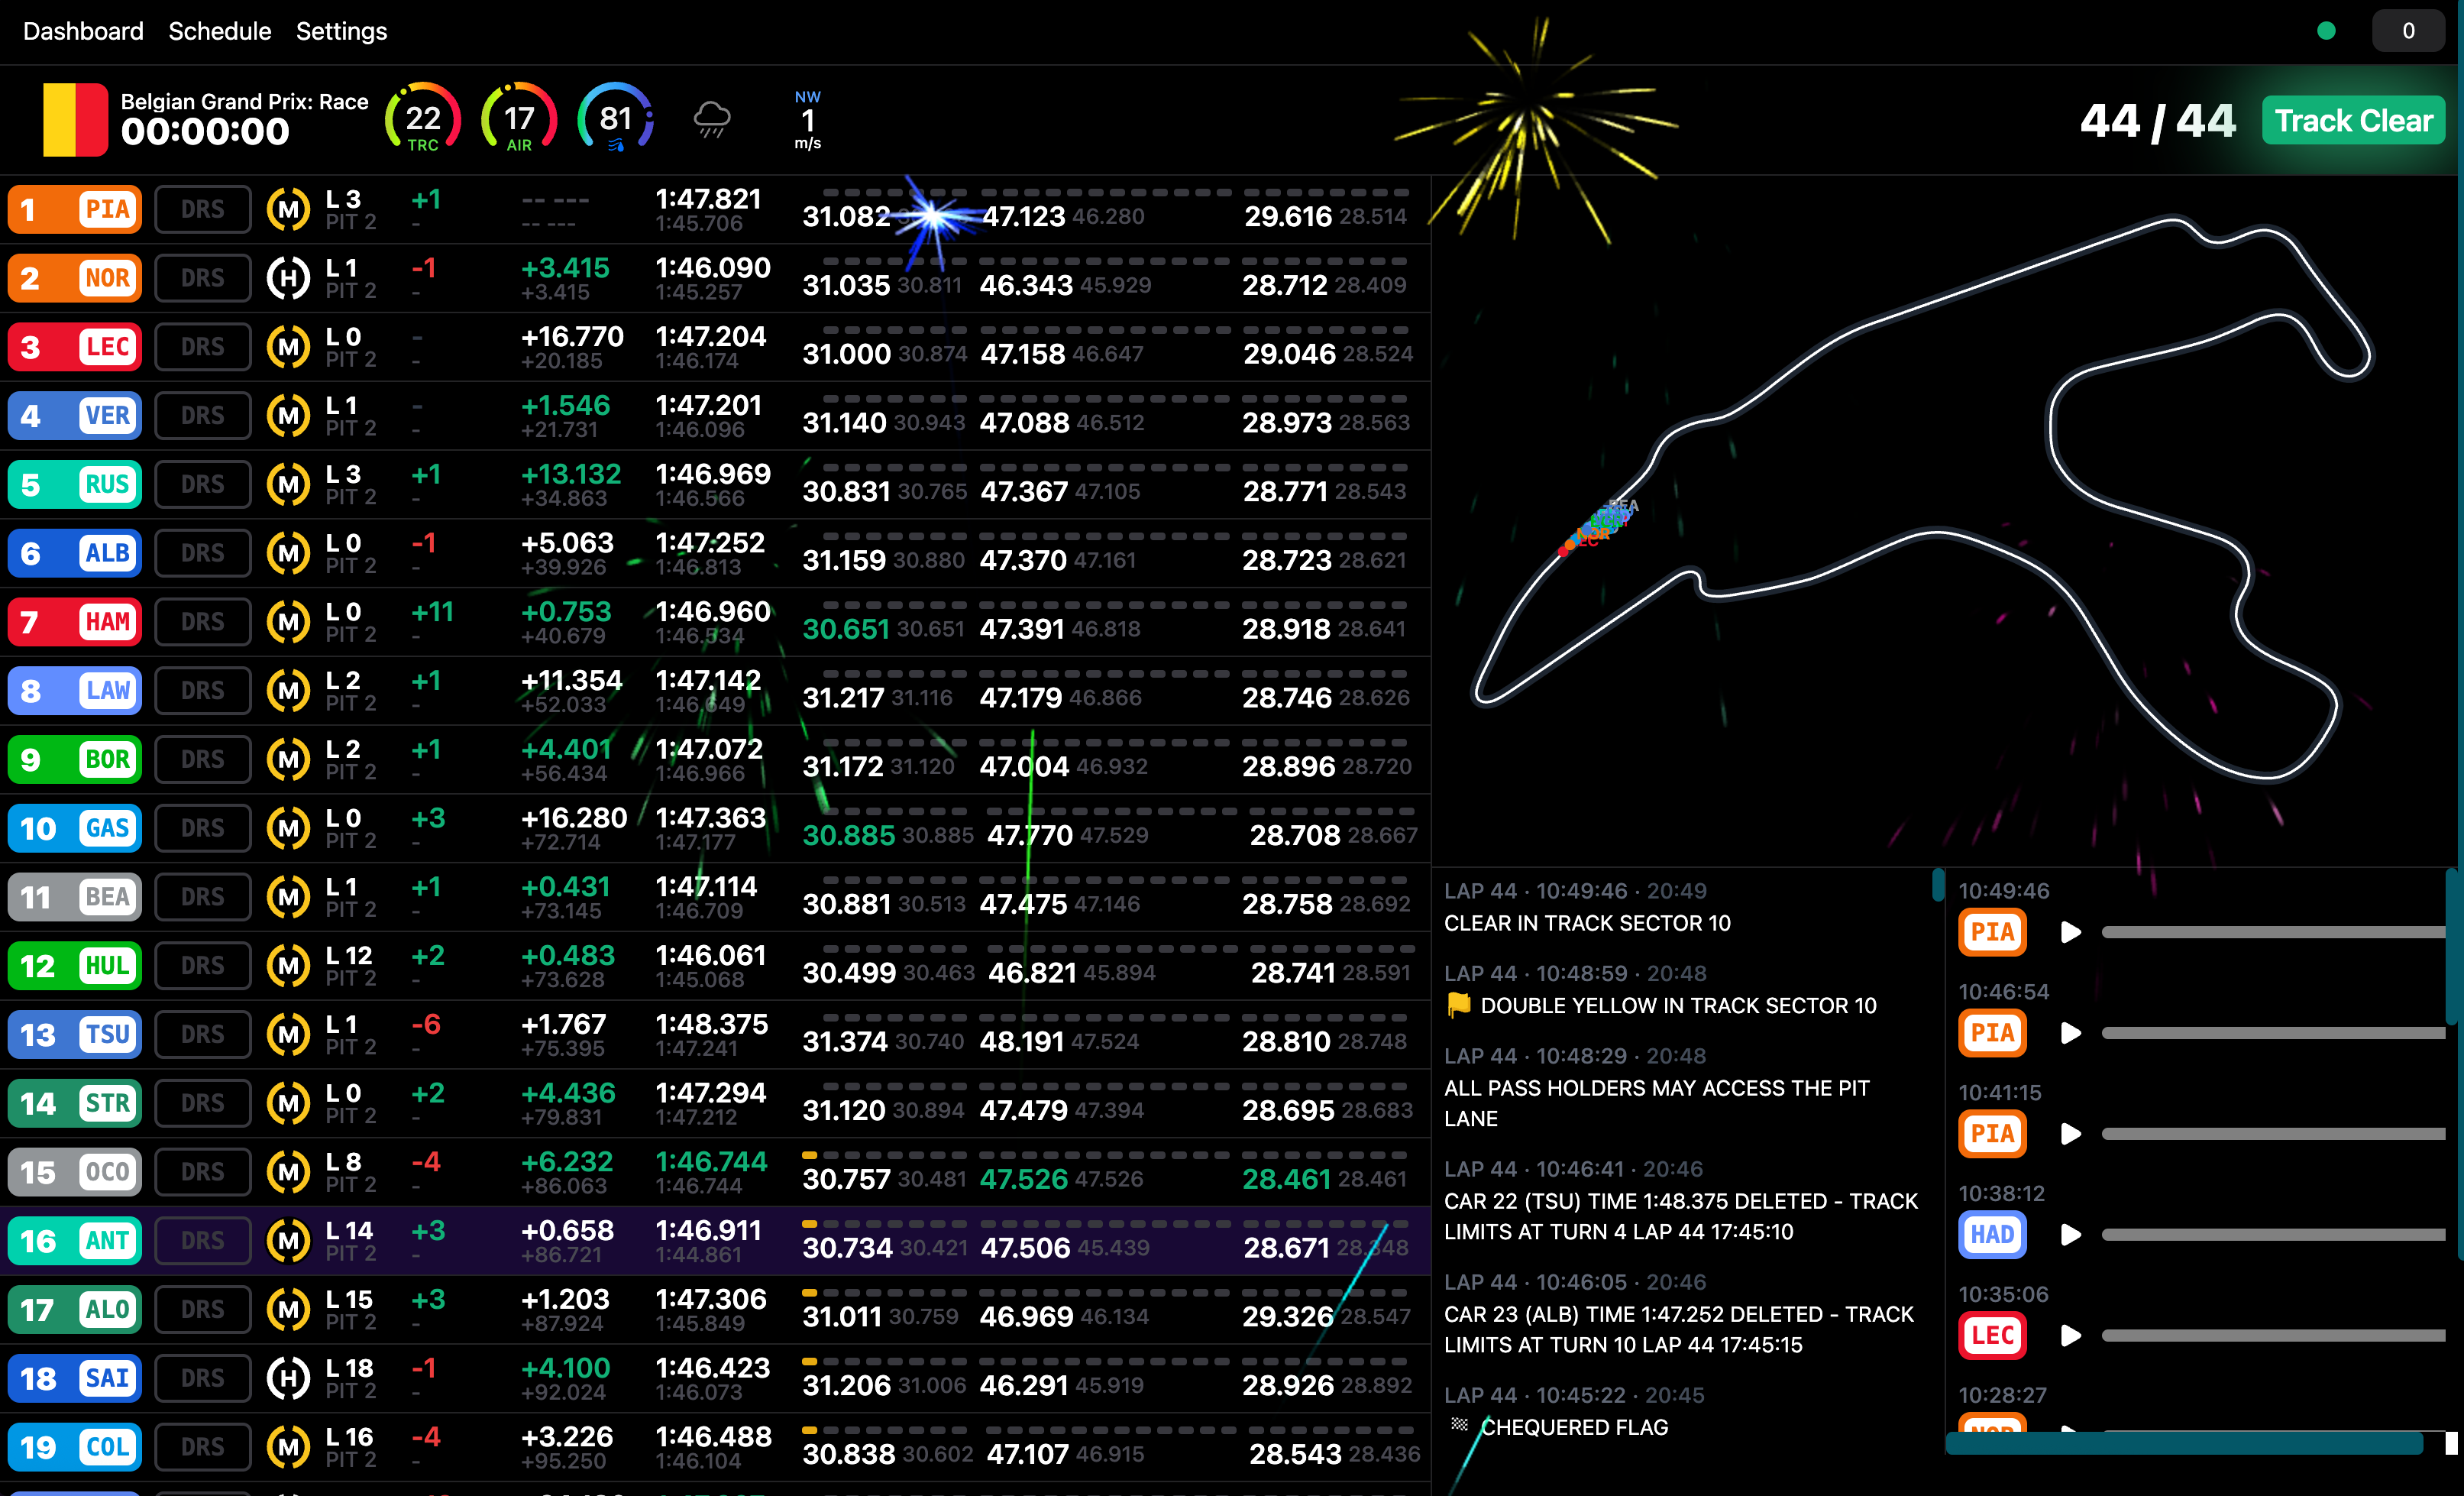 Dashboard Schedule Settings 0
Belgian Grand Prix: Race
00:00:00
22 TRC 17 AIR 81 NW 1 m/s
44 / 44 Track Clear
1 PIA DRS M L 3 +1 -- --- 1:47.821 31.082 47.123 46.280 29.616 28.514
PIT 2 - -- --- 1:45.706
2 NOR DRS H L 1 -1 +3.415 1:46.090 31.035 30.811 46.343 45.929 28.712 28.409
PIT 2 - +3.415 1:45.257
3 LEC DRS M L 0 - +16.770 1:47.204 31.000 30.874 47.158 46.647 29.046 28.524
PIT 2 - +20.185 1:46.174
4 VER DRS M L 1 - +1.546 1:47.201 31.140 30.943 47.088 46.512 28.973 28.563
PIT 2 - +21.731 1:46.096
5 RUS DRS M L 3 +1 +13.132 1:46.969 30.831 30.765 47.367 47.105 28.771 28.543
PIT 2 - +34.863 1:46.566
6 ALB DRS M L 0 -1 +5.063 1:47.252 31.159 30.880 47.370 47.161 28.723 28.621
PIT 2 - +39.926 1:46.813
7 HAM DRS M L 0 +11 +0.753 1:46.960 30.651 30.651 47.391 46.818 28.918 28.641
PIT 2 - +40.679 1:46.534
8 LAW DRS M L 2 +1 +11.354 1:47.142 31.217 31.116 47.179 46.866 28.746 28.626
PIT 2 - +52.033 1:46.649
9 BOR DRS M L 2 +1 +4.401 1:47.072 31.172 31.120 47.004 46.932 28.896 28.720
PIT 2 - +56.434 1:46.966
10 GAS DRS M L 0 +3 +16.280 1:47.363 30.885 30.885 47.770 47.529 28.708 28.667
PIT 2 - +72.714 1:47.177
11 BEA DRS M L 1 +1 +0.431 1:47.114 30.881 30.513 47.475 47.146 28.758 28.692
PIT 2 - +73.145 1:46.709
12 HUL DRS M L 12 +2 +0.483 1:46.061 30.499 30.463 46.821 45.894 28.741 28.591
PIT 2 - +73.628 1:45.068
13 TSU DRS M L 1 -6 +1.767 1:48.375 31.374 30.740 48.191 47.524 28.810 28.748
PIT 2 - +75.395 1:47.241
14 STR DRS M L 0 +2 +4.436 1:47.294 31.120 30.894 47.479 47.394 28.695 28.683
PIT 2 - +79.831 1:47.212
15 OCO DRS M L 8 -4 +6.232 1:46.744 30.757 30.481 47.526 47.526 28.461 28.461
PIT 2 - +86.063 1:46.744
16 ANT DRS M L 14 +3 +0.658 1:46.911 30.734 30.421 47.506 45.439 28.671 28.348
PIT 2 - +86.721 1:44.861
17 ALO DRS M L 15 +3 +1.203 1:47.306 31.011 30.759 46.969 46.134 29.326 28.547
PIT 2 - +87.924 1:45.849
18 SAI DRS H L 18 -1 +4.100 1:46.423 31.206 31.006 46.291 45.919 28.926 28.892
PIT 2 - +92.024 1:46.073
19 COL DRS M L 16 -4 +3.226 1:46.488 30.838 30.602 47.107 46.915 28.543 28.436
PIT 2 - +95.250 1:46.104
BEA
NOR
LAP 44 · 10:49:46 · 20:49
CLEAR IN TRACK SECTOR 10
LAP 44 · 10:48:59 · 20:48
DOUBLE YELLOW IN TRACK SECTOR 10
LAP 44 · 10:48:29 · 20:48
ALL PASS HOLDERS MAY ACCESS THE PIT
LANE
LAP 44 · 10:46:41 · 20:46
CAR 22 (TSU) TIME 1:48.375 DELETED - TRACK
LIMITS AT TURN 4 LAP 44 17:45:10
LAP 44 · 10:46:05 · 20:46
CAR 23 (ALB) TIME 1:47.252 DELETED - TRACK
LIMITS AT TURN 10 LAP 44 17:45:15
LAP 44 · 10:45:22 · 20:45
CHEQUERED FLAG
10:49:46
PIA
10:46:54
PIA
10:41:15
PIA
10:38:12
HAD
10:35:06
LEC
10:28:27
NOR